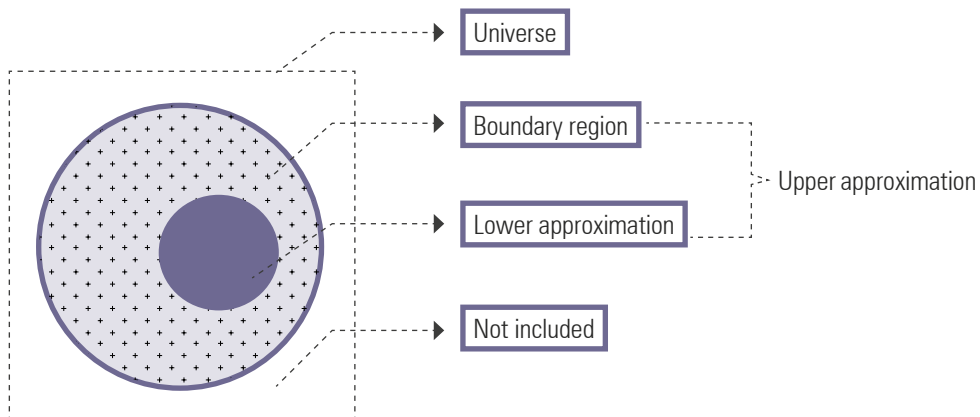 Universe
Boundary region
Upper approximation
Lower approximation
Not included